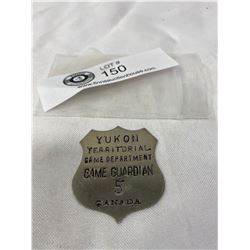 LOT #
150
YUKON
TERRITORIAL
GAME DEPARTMENT
GAME GUARDIAN
5
CANADA